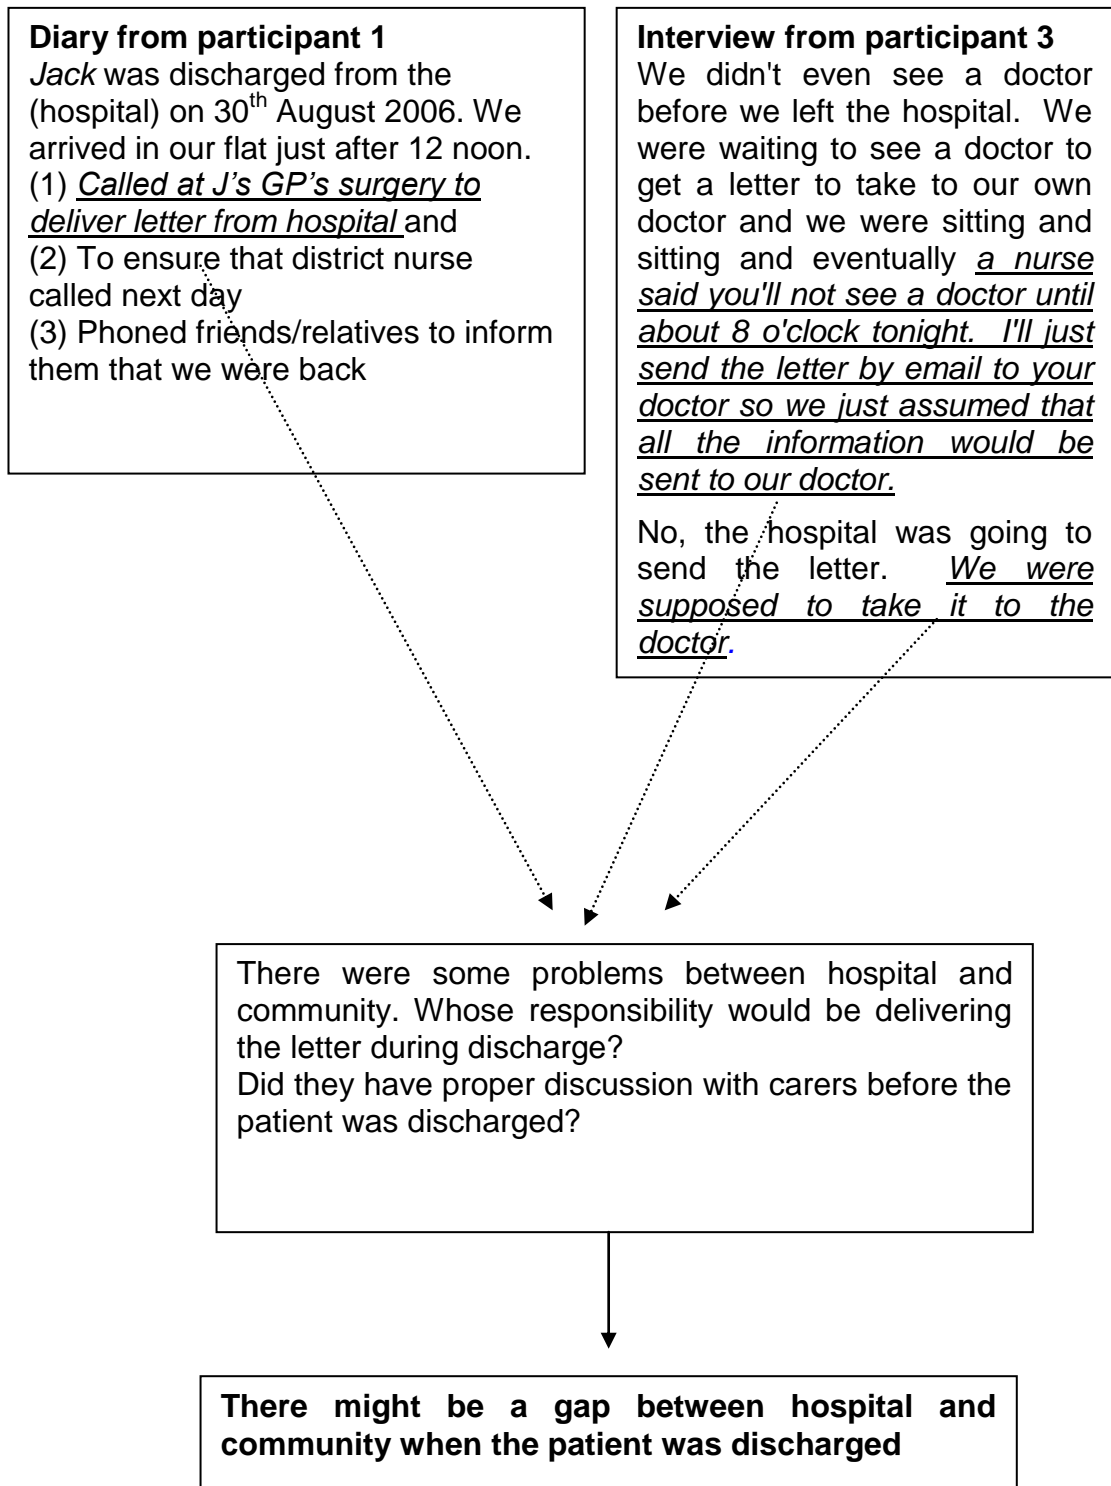 Diary from participant 1
Jack was discharged from the
(hospital) on 30th August 2006. We
arrived in our flat just after 12 noon.
(1) Called at J's GP's surgery to
deliver letter from hospital and
(2) To ensure that district nurse
called next day
(3) Phoned friends/relatives to inform
them that we were back
Interview from participant 3
We didn't even see a doctor
before we left the hospital. We
were waiting to see a doctor to
get a letter to take to our own
doctor and we were sitting and
sitting and eventually a nurse
said you'll not see a doctor until
about 8 o'clock tonight. I'll just
send the letter by email to your
doctor so we just assumed that
all the information would be
sent to our doctor.
No, the hospital was going to
send the letter. We were
supposed to take it to the
doctor.
There were some problems between hospital and
community. Whose responsibility would be delivering
the letter during discharge?
Did they have proper discussion with carers before the
patient was discharged?
There might be a gap between hospital and
community when the patient was discharged